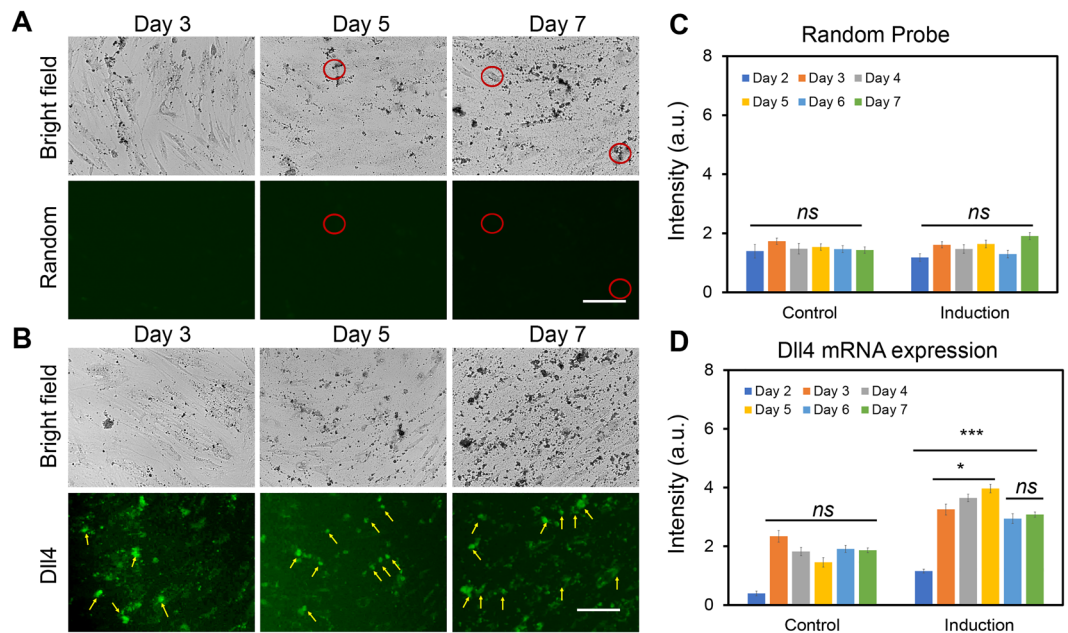 A
Day 3
Day 5
Day 7
Bright field
Random
B
Day 3
Day 5
Day 7
Bright field
Dll4
C
Random Probe
Intensity (a.u.)
8
6
4
2
0
Day 2
Day 3
Day 4
Day 5
Day 6
Day 7
ns
ns
Control
Induction
D
Dll4 mRNA expression
Intensity (a.u.)
8
6
4
2
0
Day 2
Day 3
Day 4
Day 5
Day 6
Day 7
ns
***
*
ns
Control
Induction